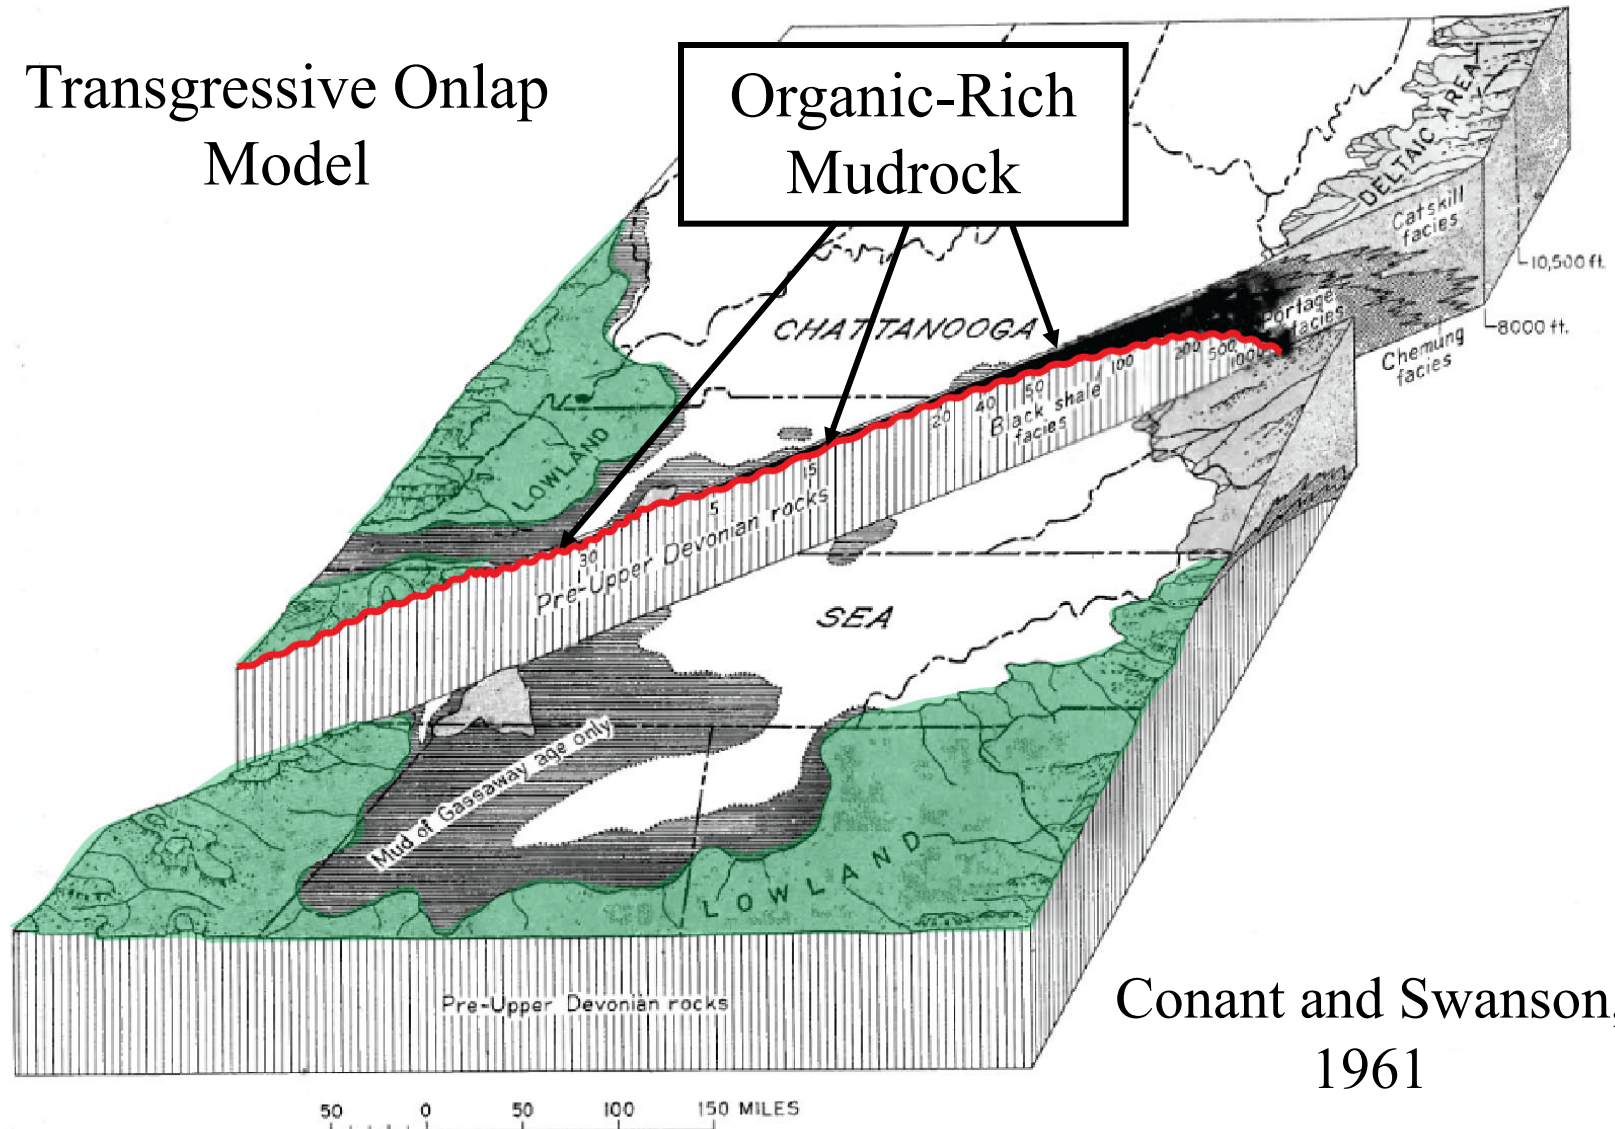 Transgressive Onlap
Model
Organic-Rich
Mudrock
DELTAIC AREA
Catskill
facies
10,500 ft.
8000 ft.
Portage
facies
Chemung
facies
CHATTANOOGA
200 500 1000
100
50
40
20
Black shale
facies
15
5
30
Pre-Upper Devonian rocks
LOWLAND
SEA
Mud of Gassaway age only
LOWLAND
Pre-Upper Devonian rocks
Conant and Swanson,
1961
50 0 50 100 150 MILES